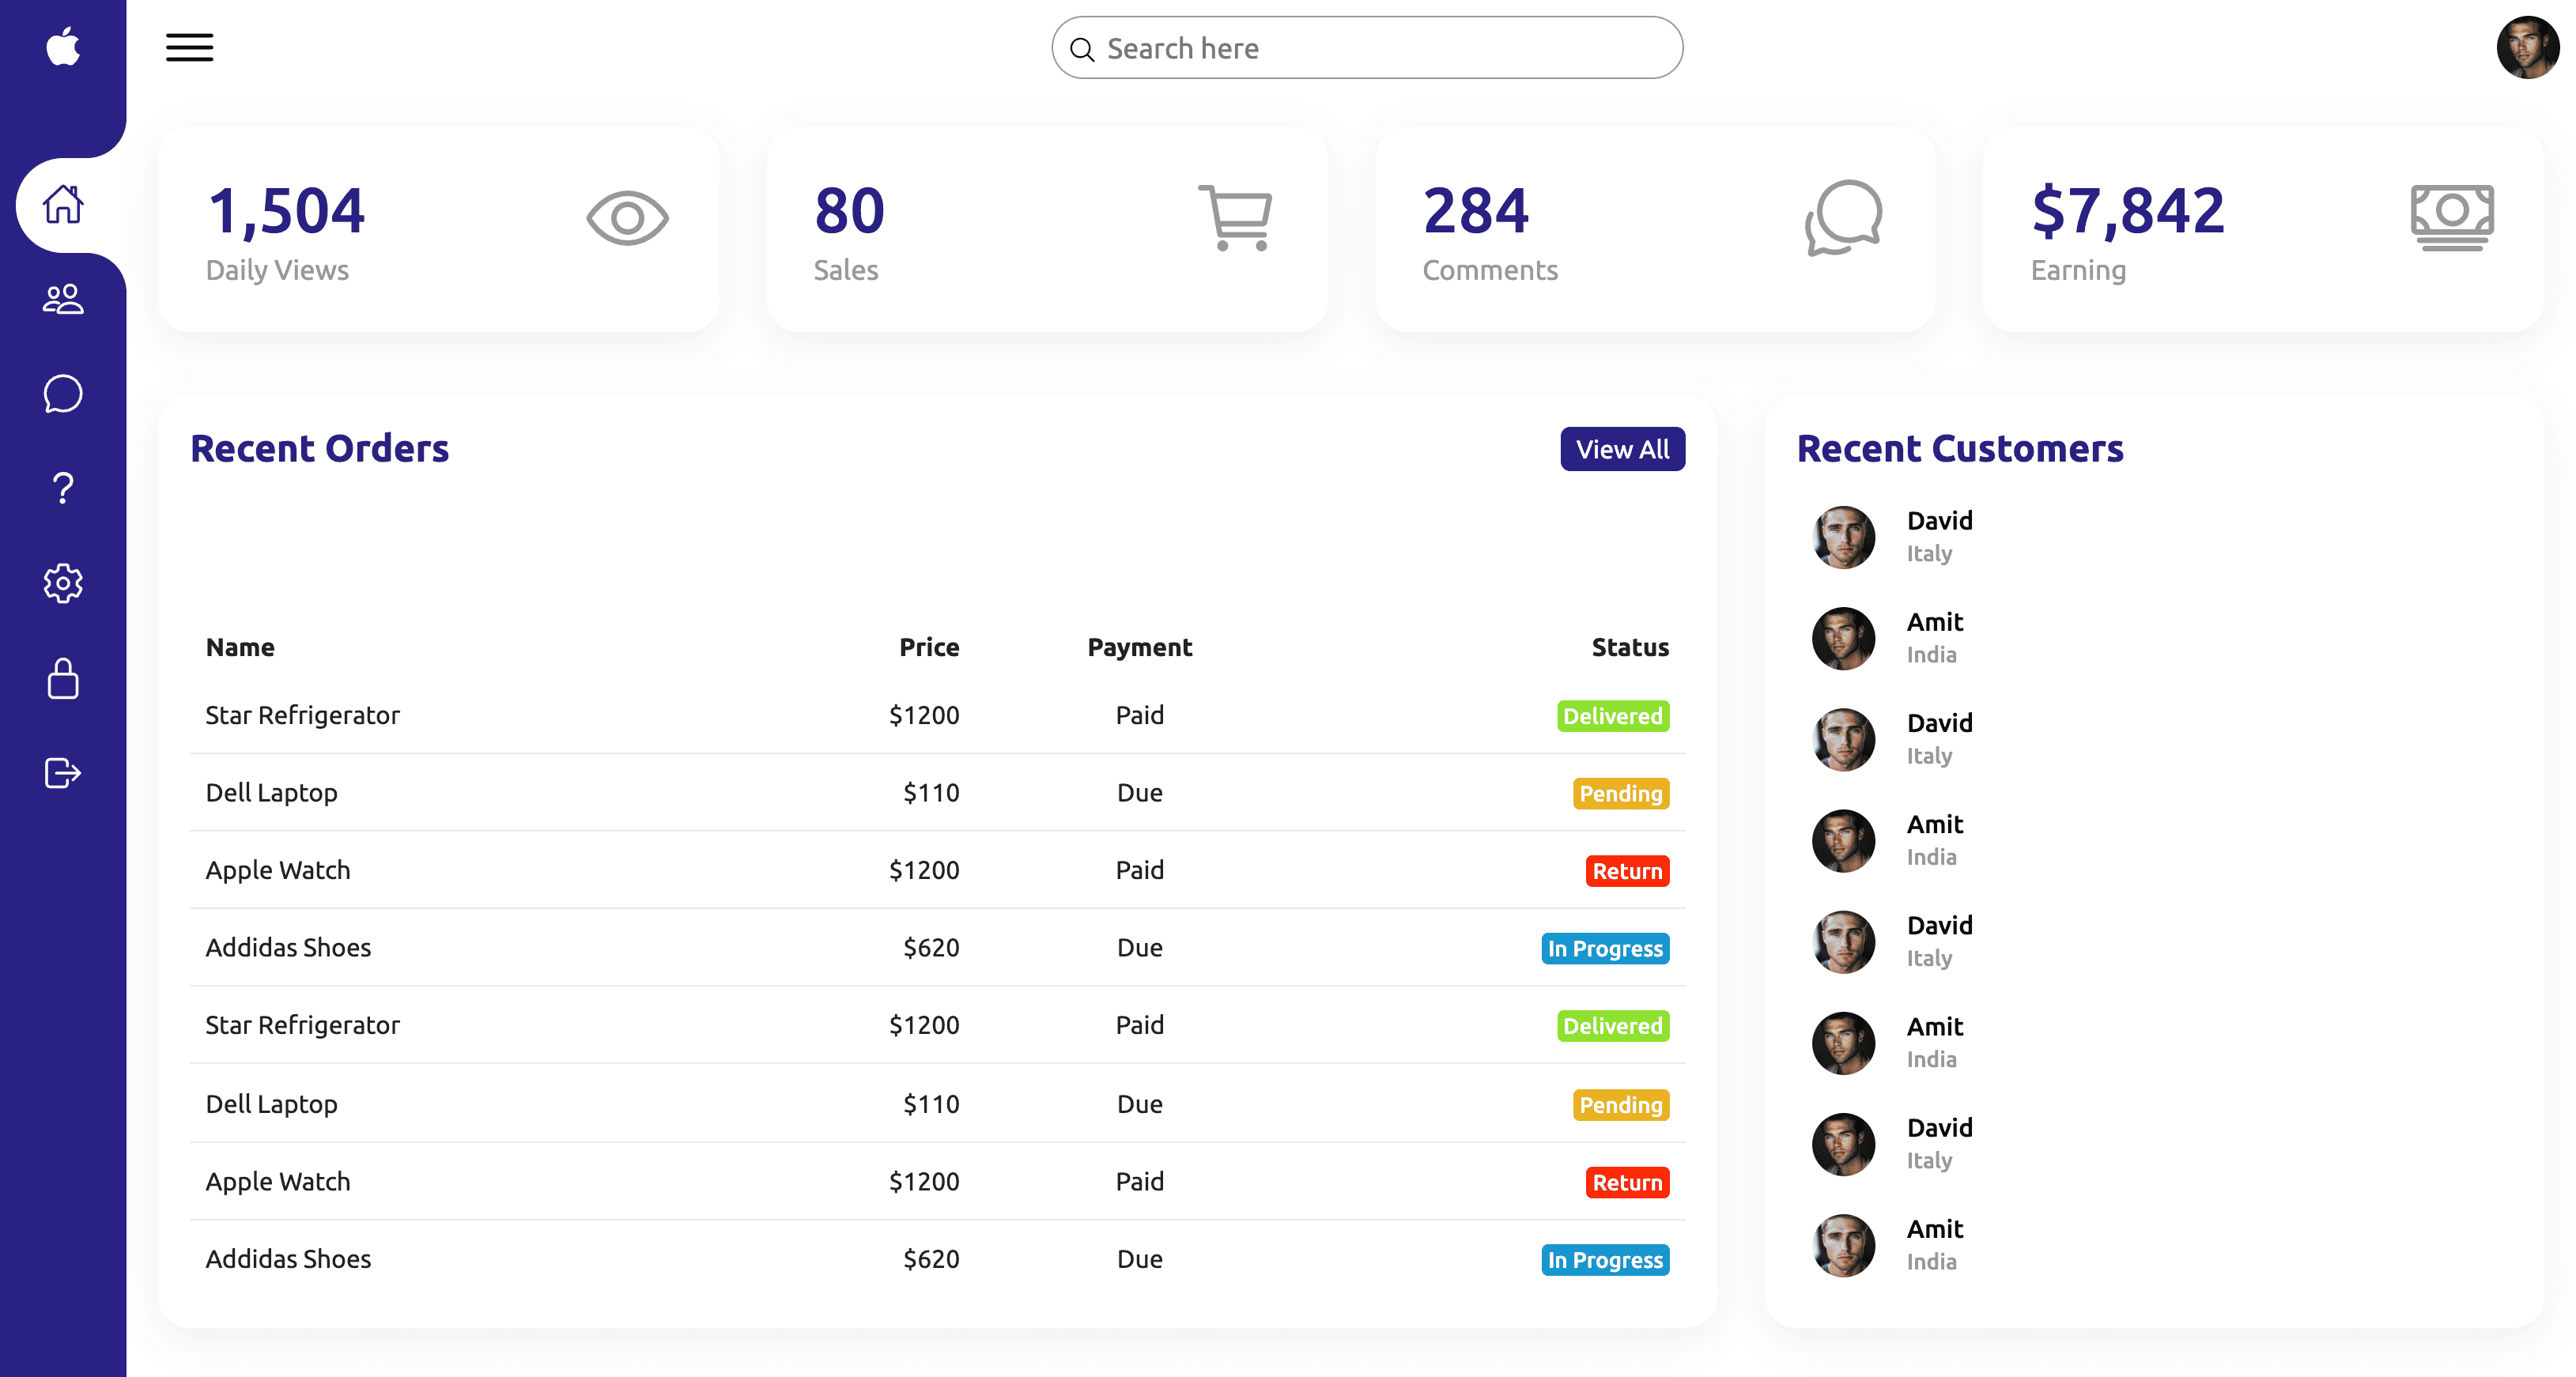 Search here
1,504
Daily Views
80
Sales
284
Comments
$7,842
Earning
Recent Orders
View All
Name Price Payment Status
Star Refrigerator $1200 Paid Delivered
Dell Laptop $110 Due Pending
Apple Watch $1200 Paid Return
Addidas Shoes $620 Due In Progress
Star Refrigerator $1200 Paid Delivered
Dell Laptop $110 Due Pending
Apple Watch $1200 Paid Return
Addidas Shoes $620 Due In Progress
Recent Customers
David
Italy
Amit
India
David
Italy
Amit
India
David
Italy
Amit
India
David
Italy
Amit
India